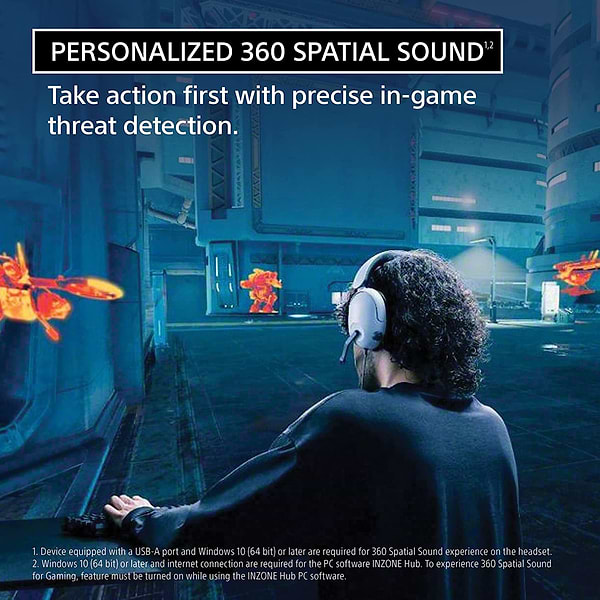 PERSONALIZED 360 SPATIAL SOUND1,2
Take action first with precise in-game
threat detection.
1. Device equipped with a USB-A port and Windows 10 (64 bit) or later are required for 360 Spatial Sound experience on the headset.
2. Windows 10 (64 bit) or later and internet connection are required for the PC software INZONE Hub. To experience 360 Spatial Sound
for Gaming, feature must be turned on while using the INZONE Hub PC software.